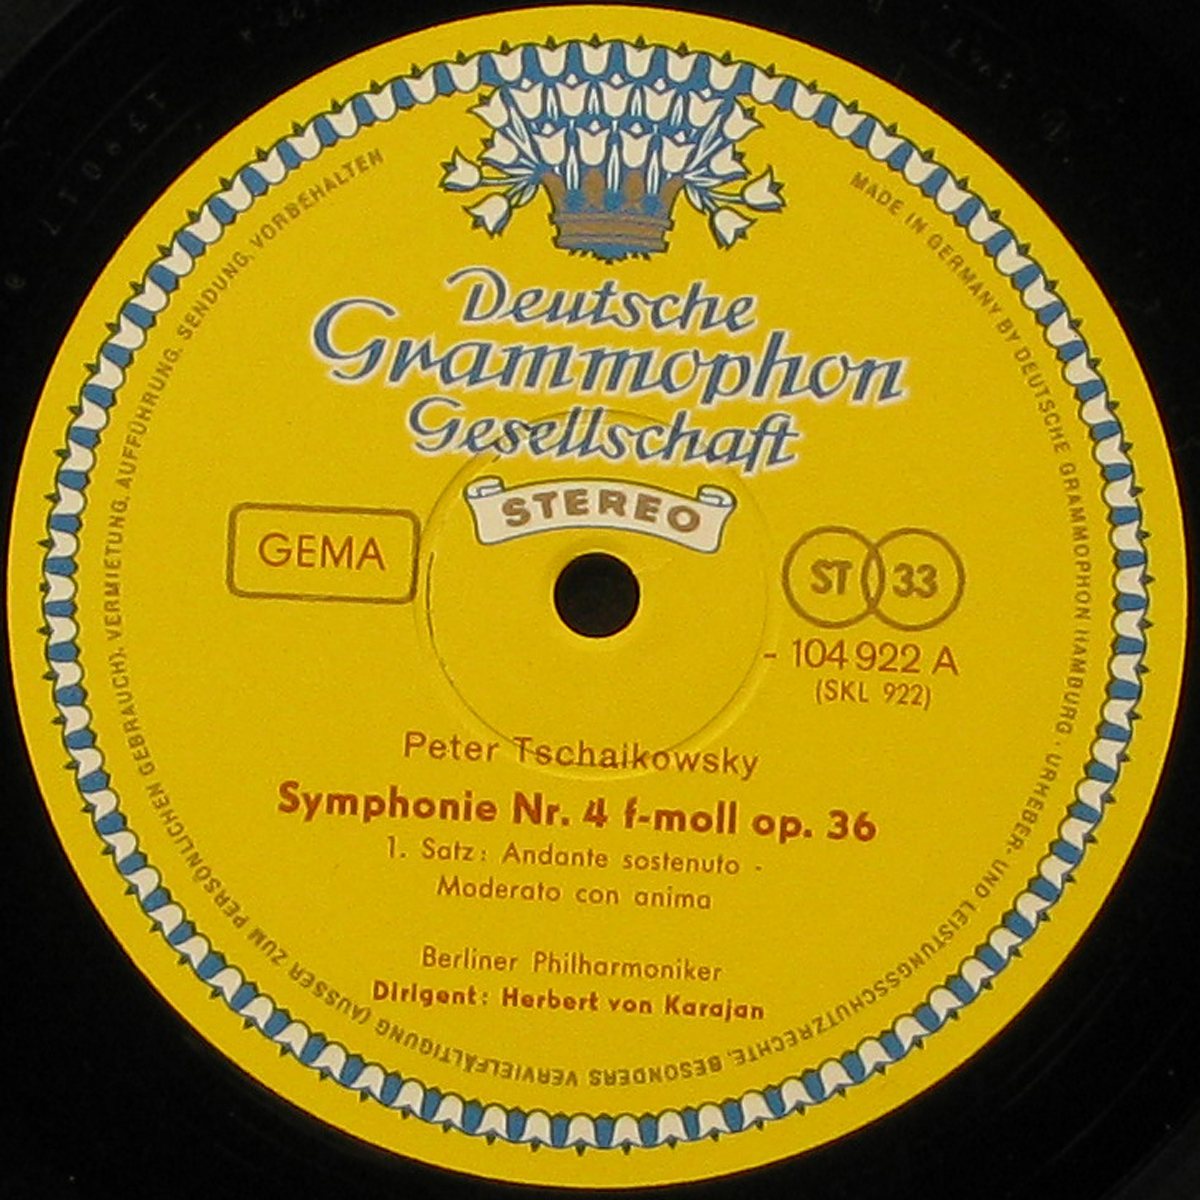 Deutsche
Grammophon
Gesellschaft
STEREO
GEMA
ST 33
- 104 922 A
(SKL 922)
Peter Tschaikowsky
Symphonie Nr. 4 f-moll op. 36
1. Satz: Andante sostenuto -
Moderato con anima
Berliner Philharmoniker
Dirigent: Herbert von Karajan
MADE IN GERMANY BY DEUTSCHE GRAMMOPHON HAMBURG · URHEBER- UND LEISTUNGSSCHUTZRECHTE, BESONDERS VERVIELFÄLTIGUNG (AUSSER ZUM PERSÖNLICHEN GEBRAUCH), VERMIETUNG, AUFFÜHRUNG, SENDUNG, VORBEHALTEN